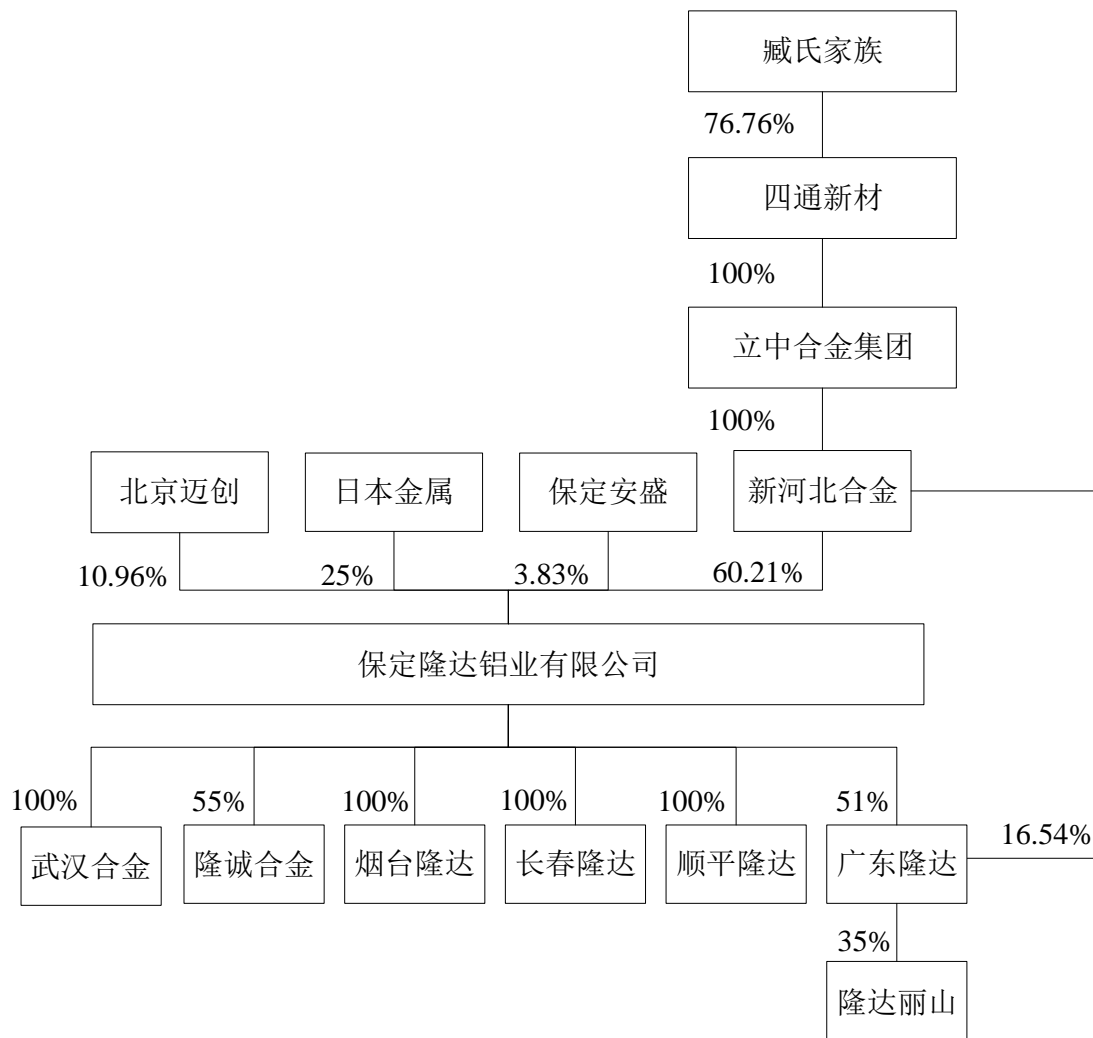 臧氏家族
76.76%
四通新材
100%
立中合金集团
100%
北京迈创
日本金属
保定安盛
新河北合金
10.96%
25%
3.83%
60.21%
保定隆达铝业有限公司
100%
55%
100%
100%
100%
51%
16.54%
武汉合金
隆诚合金
烟台隆达
长春隆达
顺平隆达
广东隆达
35%
隆达丽山